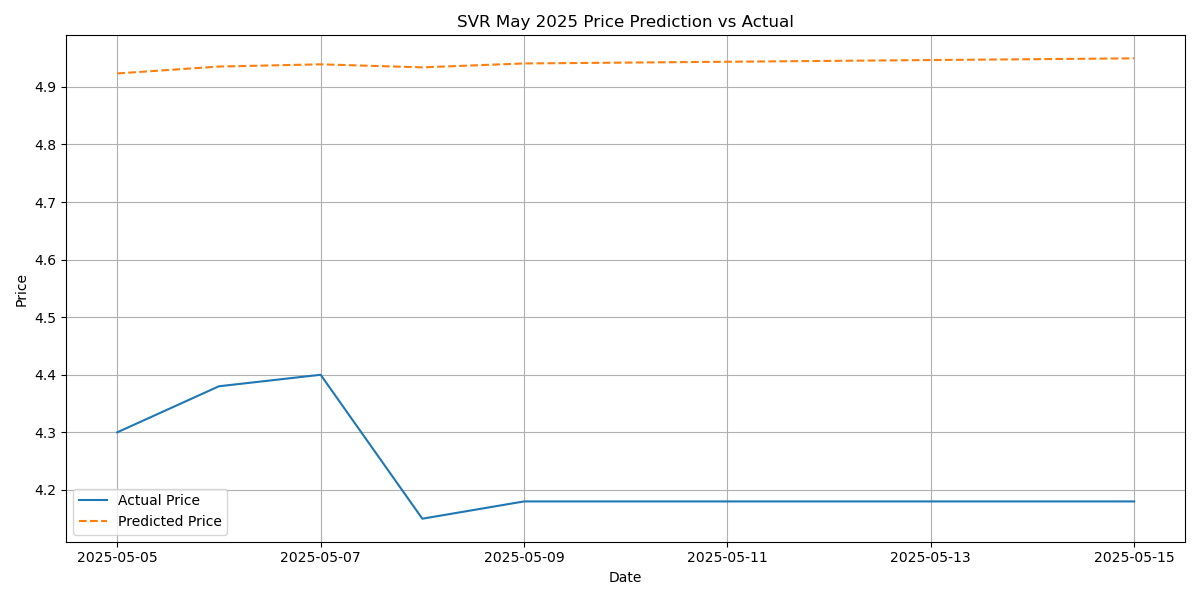 SVR May 2025 Price Prediction vs Actual
4.9
4.8
4.7
4.6
4.5
4.4
4.3
4.2
Price
Actual Price
Predicted Price
2025-05-05 2025-05-07 2025-05-09 2025-05-11 2025-05-13 2025-05-15
Date